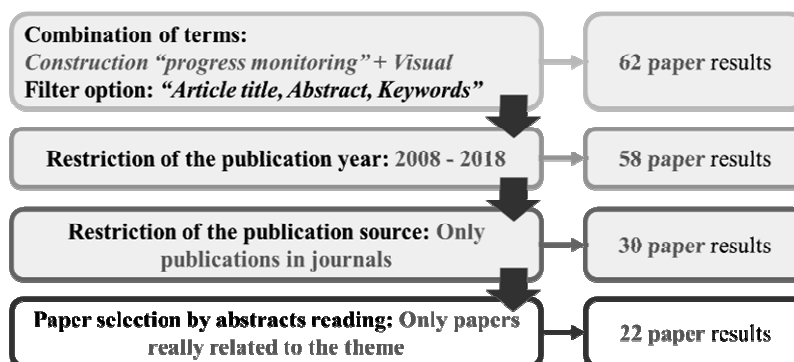 Combination of terms:
Construction “progress monitoring” + Visual
Filter option: “Article title, Abstract, Keywords”
62 paper results
Restriction of the publication year: 2008 - 2018
58 paper results
Restriction of the publication source: Only
publications in journals
30 paper results
Paper selection by abstracts reading: Only papers
really related to the theme
22 paper results